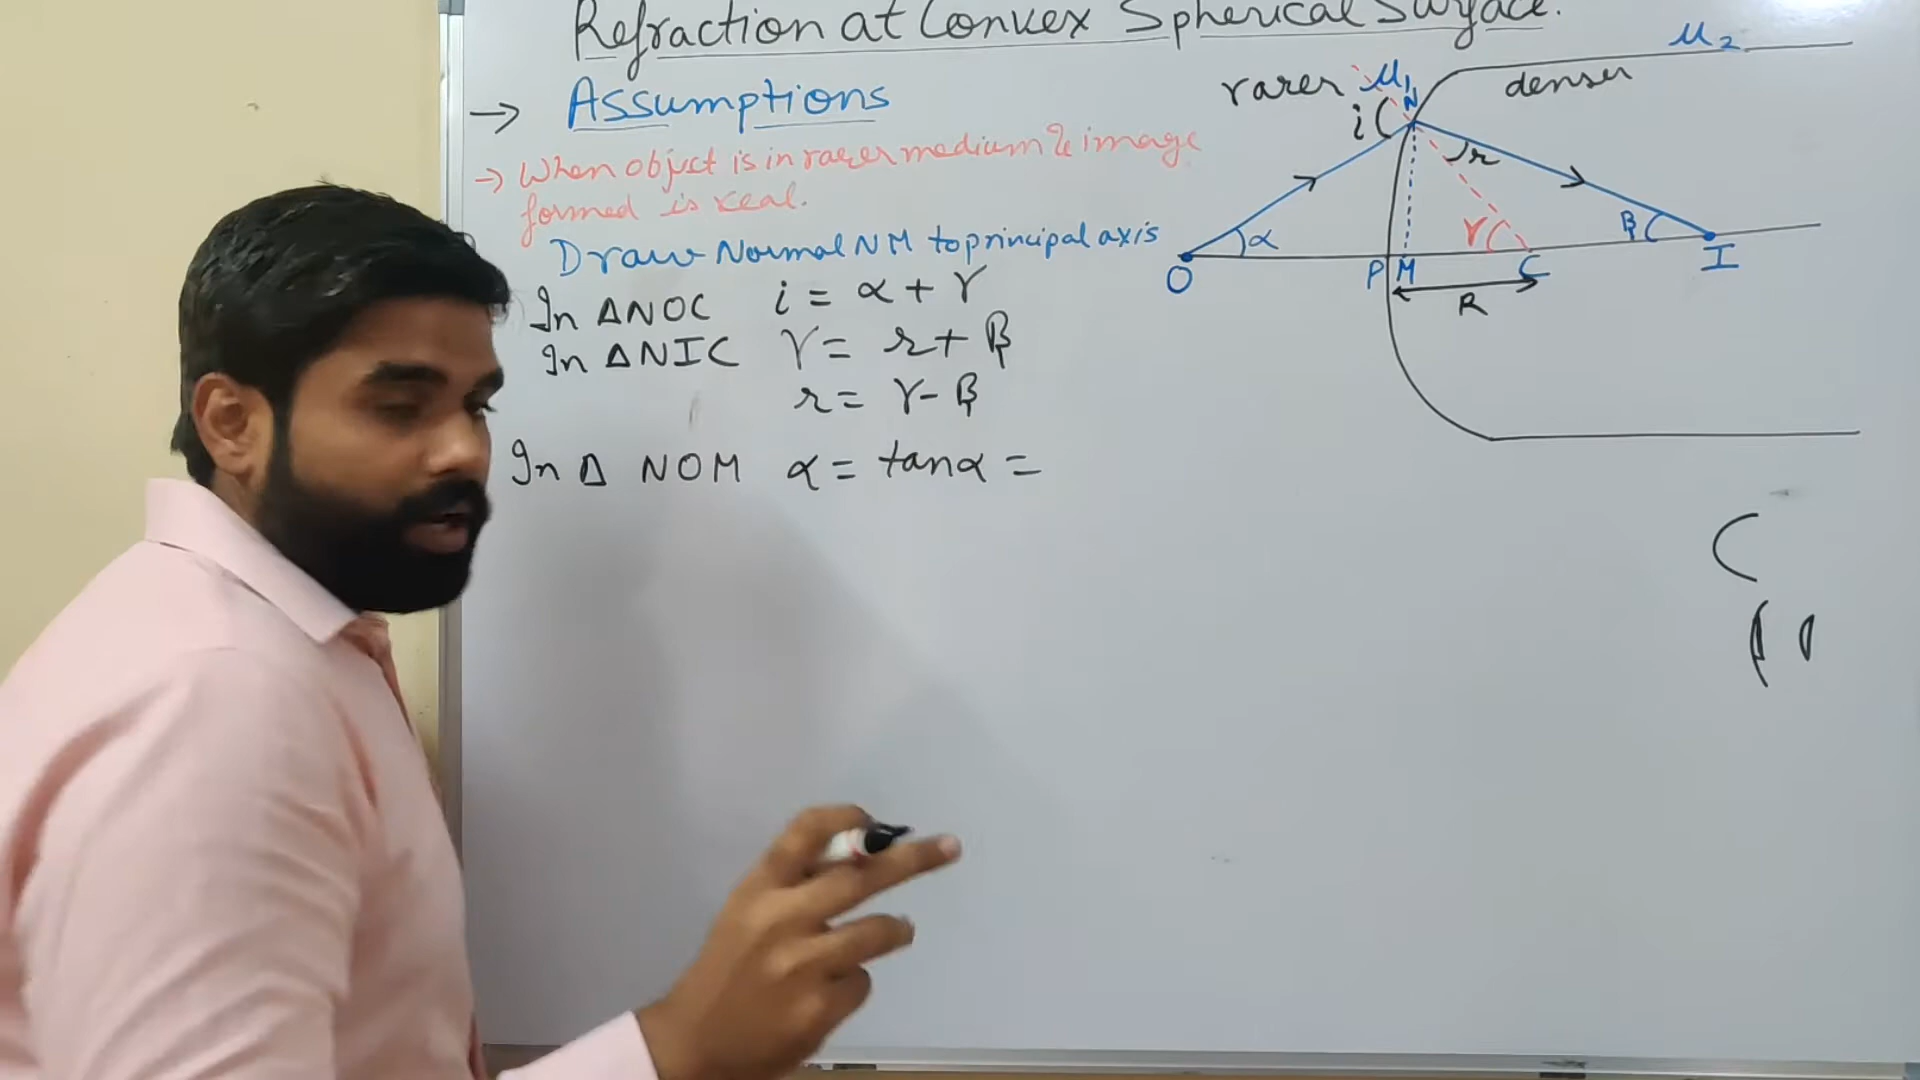 Refraction at Convex Spherical Surface.
→ Assumptions
→ When object is in rarer medium & image
formed is real.
Draw Normal NM to principal axis
In ΔNOC i = α + γ
In ΔNIC γ = r + β
r = γ - β
In Δ NOM α = tanα =
μ2
rarer μ1 denser
N
i r
α γ β
O P M C I
R